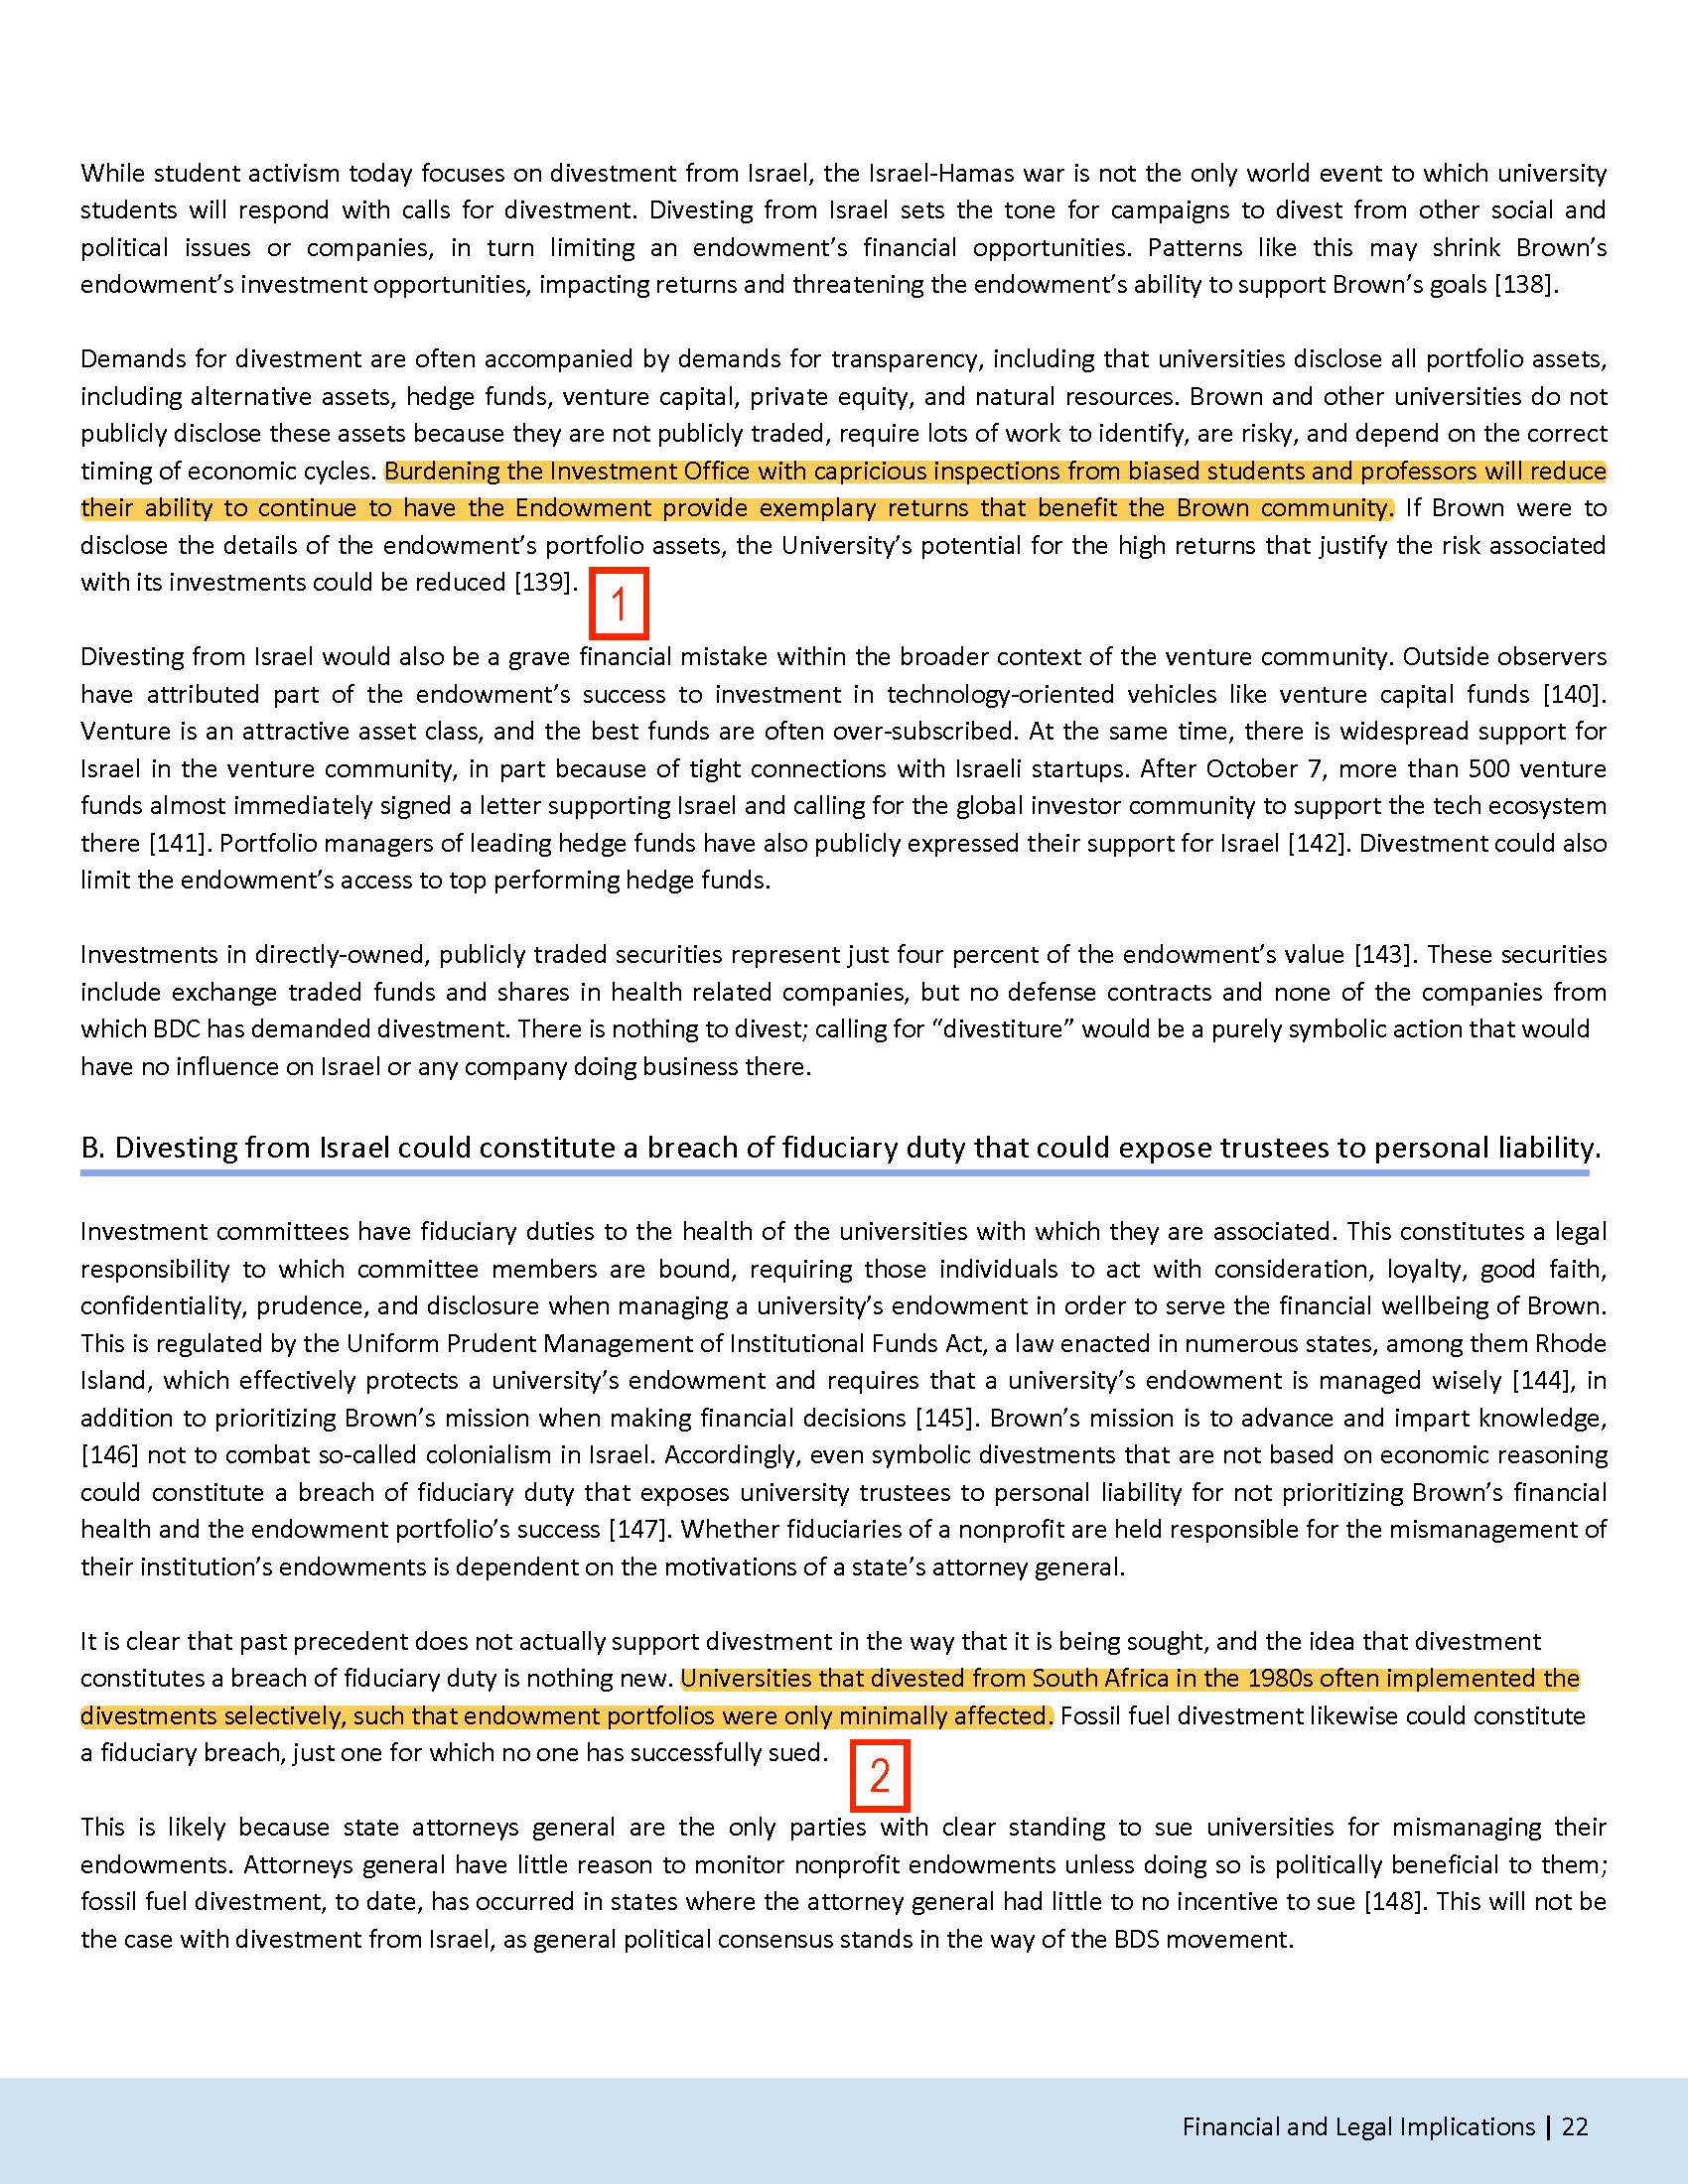 While student activism today focuses on divestment from Israel, the Israel-Hamas war is not the only world event to which university
students will respond with calls for divestment. Divesting from Israel sets the tone for campaigns to divest from other social and
political issues or companies, in turn limiting an endowment’s financial opportunities. Patterns like this may shrink Brown’s
endowment’s investment opportunities, impacting returns and threatening the endowment’s ability to support Brown’s goals [138].
Demands for divestment are often accompanied by demands for transparency, including that universities disclose all portfolio assets,
including alternative assets, hedge funds, venture capital, private equity, and natural resources. Brown and other universities do not
publicly disclose these assets because they are not publicly traded, require lots of work to identify, are risky, and depend on the correct
timing of economic cycles. Burdening the Investment Office with capricious inspections from biased students and professors will reduce
their ability to continue to have the Endowment provide exemplary returns that benefit the Brown community. If Brown were to
disclose the details of the endowment’s portfolio assets, the University’s potential for the high returns that justify the risk associated
with its investments could be reduced [139].
1
Divesting from Israel would also be a grave financial mistake within the broader context of the venture community. Outside observers
have attributed part of the endowment’s success to investment in technology-oriented vehicles like venture capital funds [140].
Venture is an attractive asset class, and the best funds are often over-subscribed. At the same time, there is widespread support for
Israel in the venture community, in part because of tight connections with Israeli startups. After October 7, more than 500 venture
funds almost immediately signed a letter supporting Israel and calling for the global investor community to support the tech ecosystem
there [141]. Portfolio managers of leading hedge funds have also publicly expressed their support for Israel [142]. Divestment could also
limit the endowment’s access to top performing hedge funds.
Investments in directly-owned, publicly traded securities represent just four percent of the endowment’s value [143]. These securities
include exchange traded funds and shares in health related companies, but no defense contracts and none of the companies from
which BDC has demanded divestment. There is nothing to divest; calling for “divestiture” would be a purely symbolic action that would
have no influence on Israel or any company doing business there.
B. Divesting from Israel could constitute a breach of fiduciary duty that could expose trustees to personal liability.
Investment committees have fiduciary duties to the health of the universities with which they are associated. This constitutes a legal
responsibility to which committee members are bound, requiring those individuals to act with consideration, loyalty, good faith,
confidentiality, prudence, and disclosure when managing a university’s endowment in order to serve the financial wellbeing of Brown.
This is regulated by the Uniform Prudent Management of Institutional Funds Act, a law enacted in numerous states, among them Rhode
Island, which effectively protects a university’s endowment and requires that a university’s endowment is managed wisely [144], in
addition to prioritizing Brown’s mission when making financial decisions [145]. Brown’s mission is to advance and impart knowledge,
[146] not to combat so-called colonialism in Israel. Accordingly, even symbolic divestments that are not based on economic reasoning
could constitute a breach of fiduciary duty that exposes university trustees to personal liability for not prioritizing Brown’s financial
health and the endowment portfolio’s success [147]. Whether fiduciaries of a nonprofit are held responsible for the mismanagement of
their institution’s endowments is dependent on the motivations of a state’s attorney general.
It is clear that past precedent does not actually support divestment in the way that it is being sought, and the idea that divestment
constitutes a breach of fiduciary duty is nothing new. Universities that divested from South Africa in the 1980s often implemented the
divestments selectively, such that endowment portfolios were only minimally affected. Fossil fuel divestment likewise could constitute
a fiduciary breach, just one for which no one has successfully sued.
2
This is likely because state attorneys general are the only parties with clear standing to sue universities for mismanaging their
endowments. Attorneys general have little reason to monitor nonprofit endowments unless doing so is politically beneficial to them;
fossil fuel divestment, to date, has occurred in states where the attorney general had little to no incentive to sue [148]. This will not be
the case with divestment from Israel, as general political consensus stands in the way of the BDS movement.
Financial and Legal Implications | 22